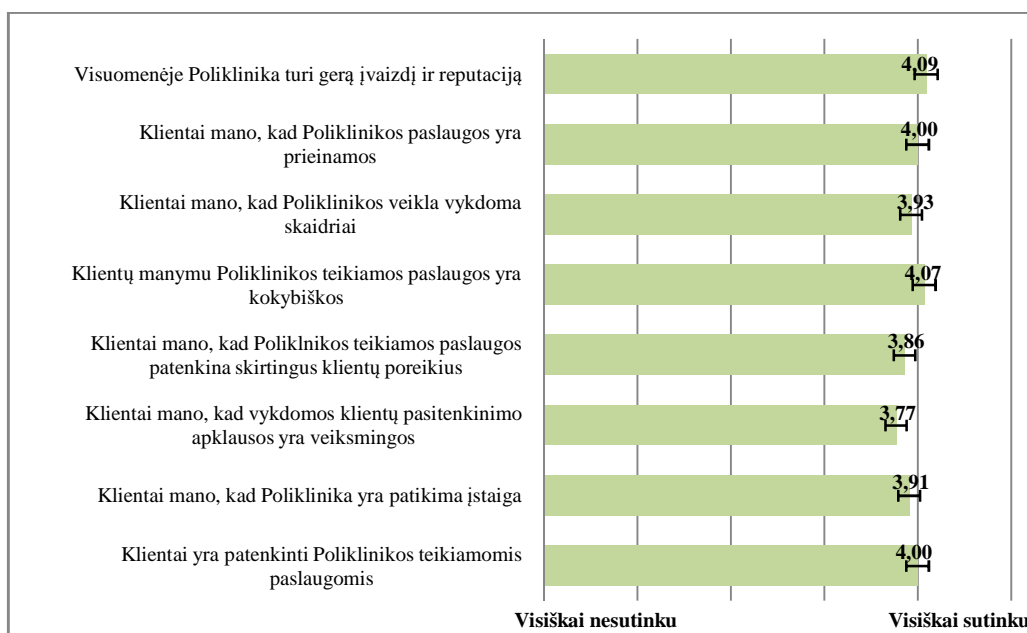 Visuomenėje Poliklinika turi gerą įvaizdį ir reputaciją
4,09
Klientai mano, kad Poliklinikos paslaugos yra
prieinamos
4,00
Klientai mano, kad Poliklinikos veikla vykdoma
skaidriai
3,93
Klientų manymu Poliklinikos teikiamos paslaugos yra
kokybiškos
4,07
Klientai mano, kad Poliklnikos teikiamos paslaugos
patenkina skirtingus klientų poreikius
3,86
Klientai mano, kad vykdomos klientų pasitenkinimo
apklausos yra veiksmingos
3,77
Klientai mano, kad Poliklinika yra patikima įstaiga
3,91
Klientai yra patenkinti Poliklinikos teikiamomis
paslaugomis
4,00
Visiškai nesutinku
Visiškai sutinku